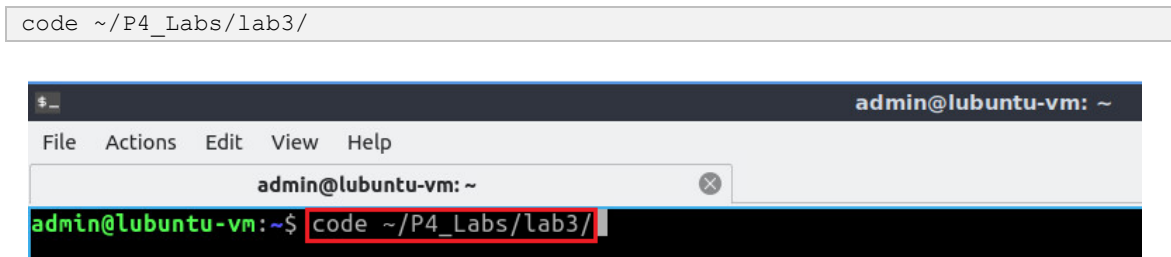 code ~/P4_Labs/lab3/
$_ admin@lubuntu-vm: ~
File Actions Edit View Help
admin@lubuntu-vm: ~
admin@lubuntu-vm:~$ code ~/P4_Labs/lab3/